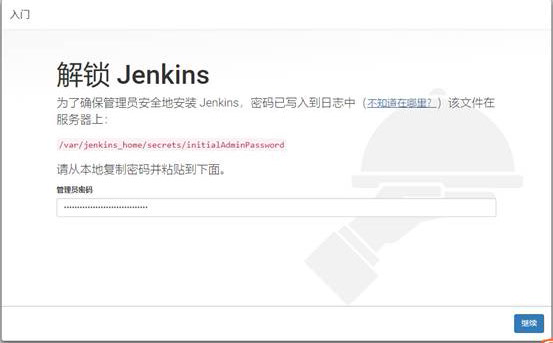 入门
解锁 Jenkins
为了确保管理员安全地安装 Jenkins，密码已写入到日志中（不知道在哪里？）该文件在
服务器上：
/var/jenkins_home/secrets/initialAdminPassword
请从本地复制密码并粘贴到下面。
管理员密码
继续